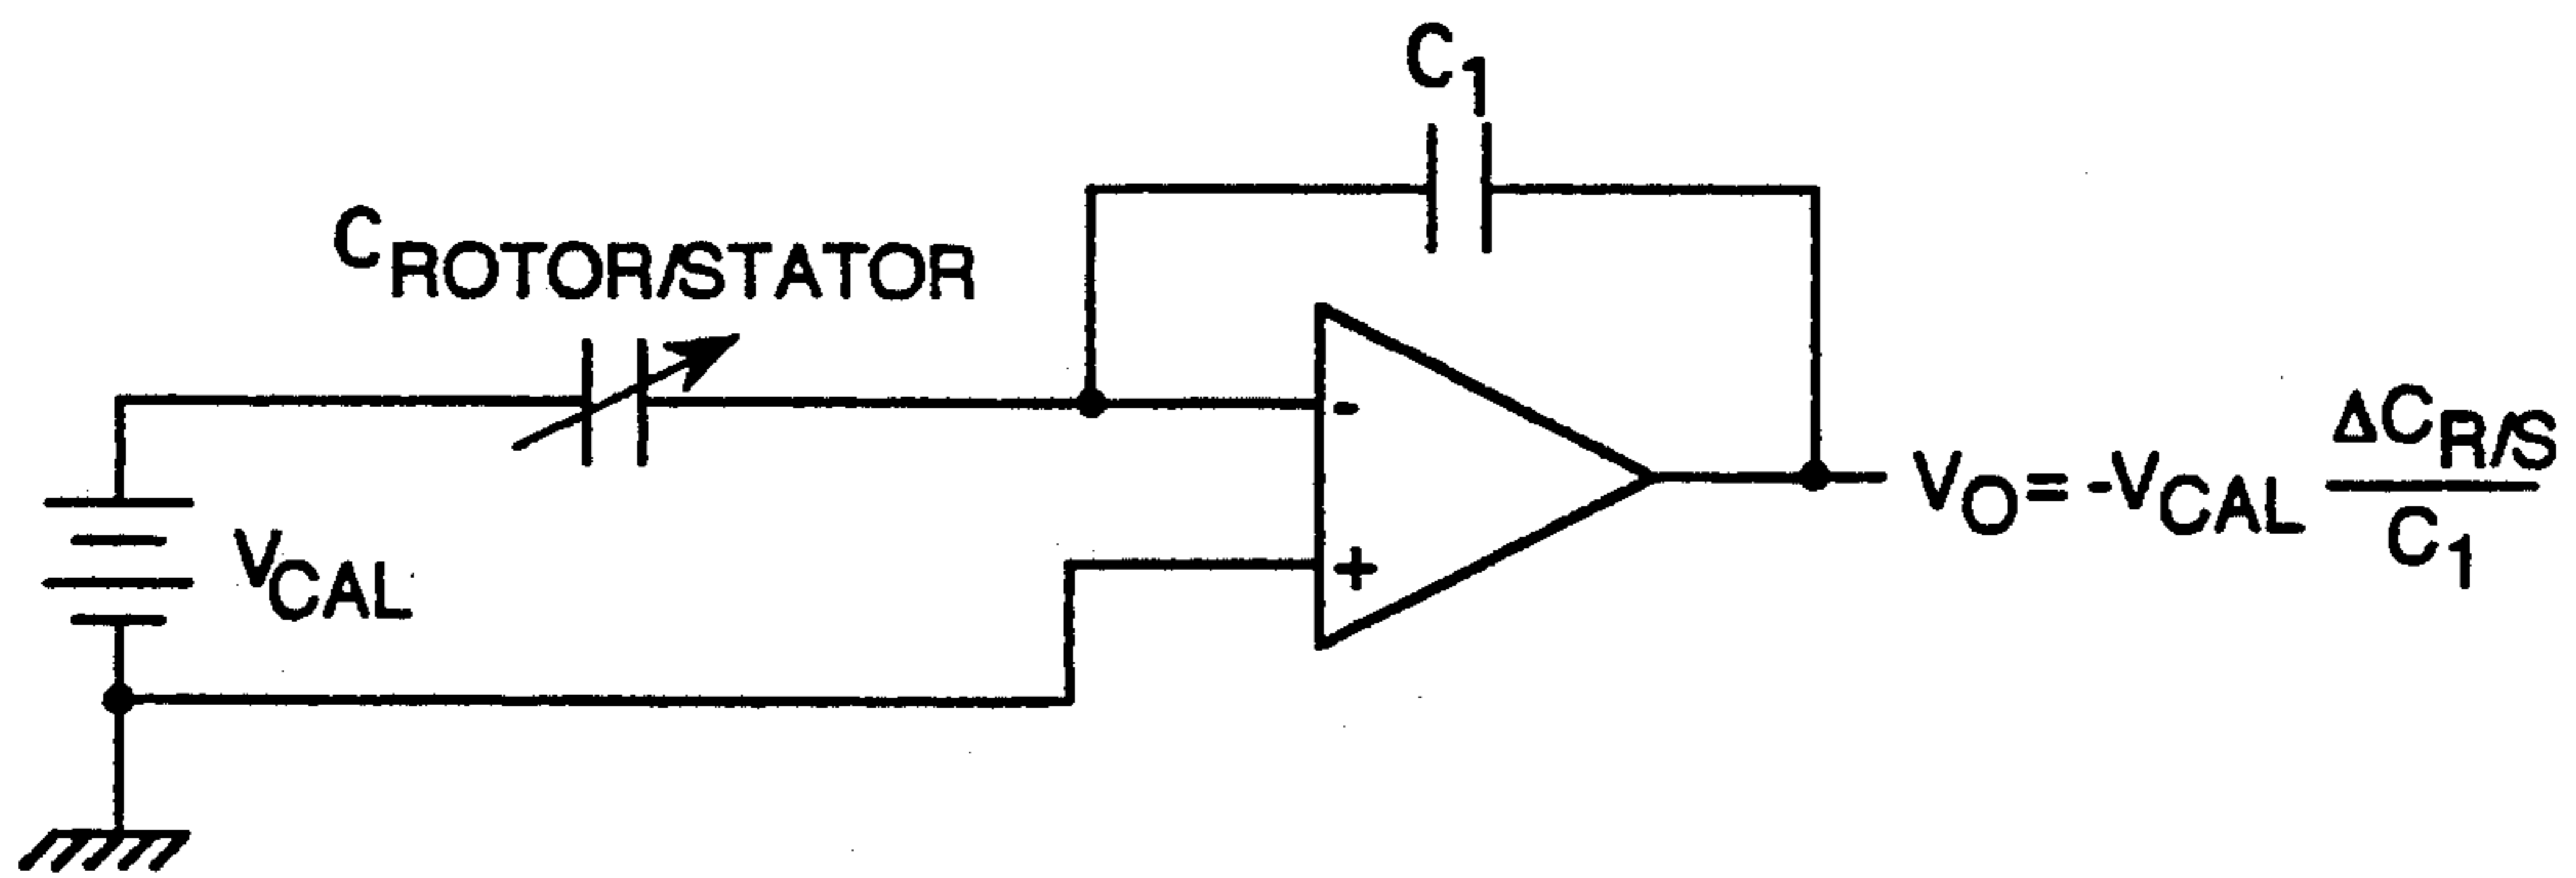 C1
CROTOR/STATOR
-
+
VCAL
VO= -VCAL ΔCR/S
C1